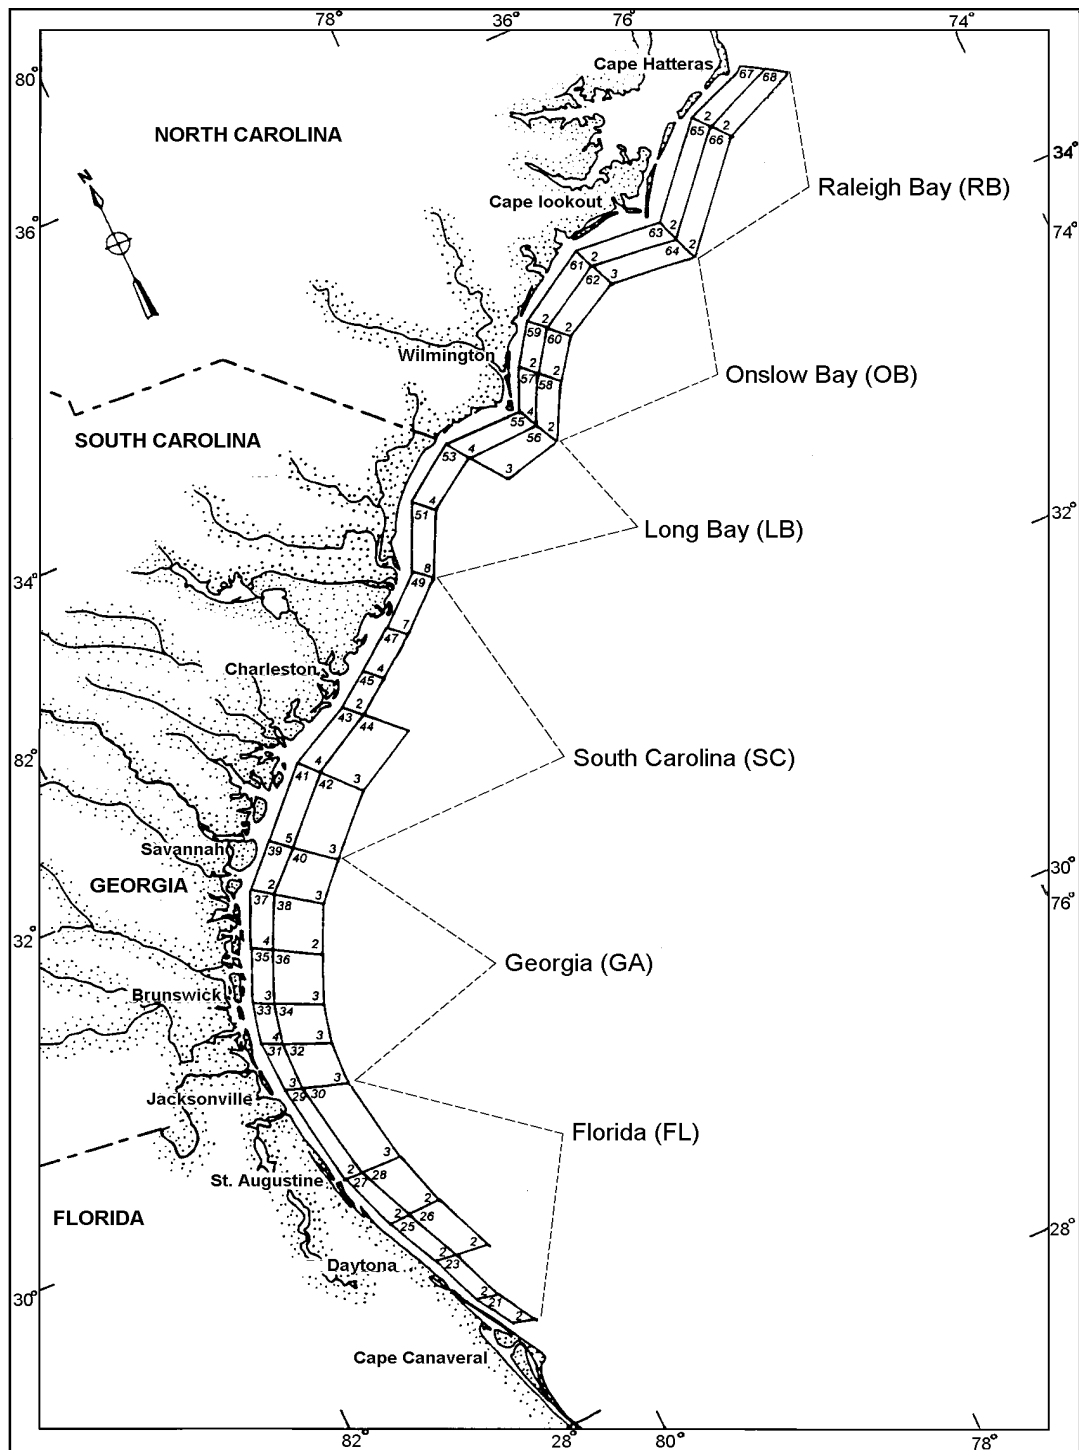 78° 36° 76° 74°
80°
Cape Hatteras
67 68
NORTH CAROLINA
2 2
65 66
34°
N
Raleigh Bay (RB)
Cape lookout
36°
74°
63 2
64 2
61 2
62 3
2 2
59 60
Wilmington
2 2
57 58
Onslow Bay (OB)
4
55
56 2
SOUTH CAROLINA
53 4
3
4
51
32°
Long Bay (LB)
8
34°
49
7
47
Charleston
4
45
2
43 44
South Carolina (SC)
82°
4
41 42 3
5
Savannah
39 40 3
30°
GEORGIA
76°
2
37 38 3
32°
4 2
35 36
Georgia (GA)
Brunswick
3 3
33 34
4 3
31 32
3 3
29 30
Jacksonville
Florida (FL)
3
2 28
27
St. Augustine
2
2 26
25
FLORIDA
28°
2
2
23
Daytona
30°
2
21
2
Cape Canaveral
82° 28° 80° 78°